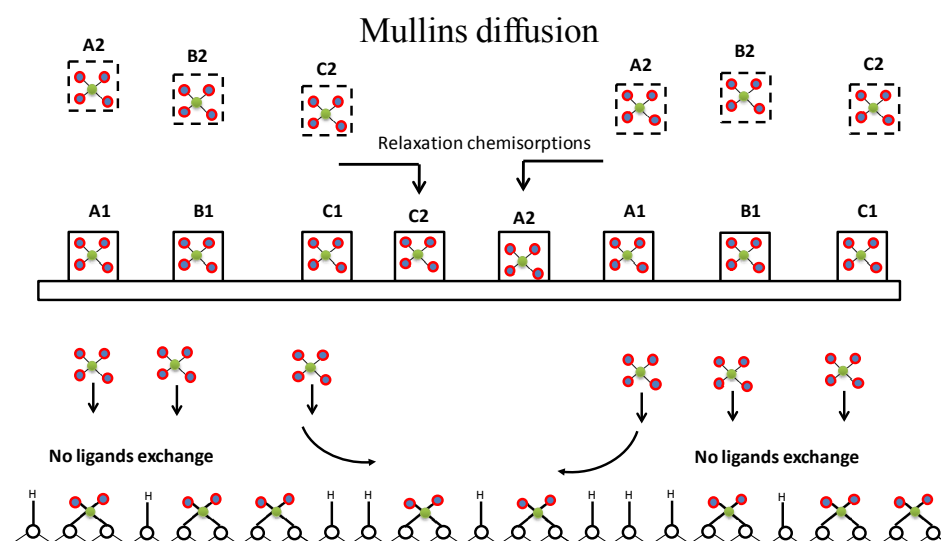 Mullins diffusion
A2 B2 C2 A2 B2 C2
Relaxation chemisorptions
A1 B1 C1 C2 A2 A1 B1 C1
No ligands exchange No ligands exchange
H H H H H H H H H